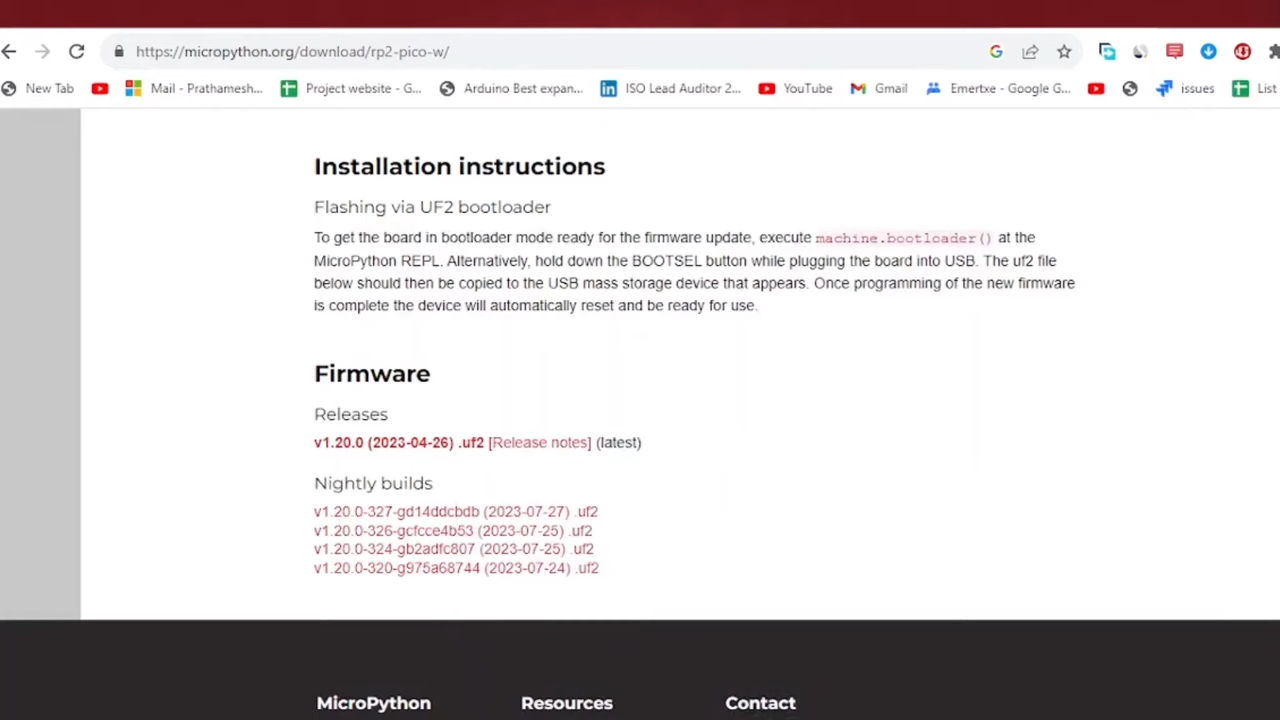 https://micropython.org/download/rp2-pico-w/
New Tab
Mail - Prathamesh...
Project website - G...
Arduino Best expan...
ISO Lead Auditor 2...
YouTube
Gmail
Emertxe - Google G...
issues
List
Installation instructions
Flashing via UF2 bootloader
To get the board in bootloader mode ready for the firmware update, execute machine.bootloader() at the
MicroPython REPL. Alternatively, hold down the BOOTSEL button while plugging the board into USB. The uf2 file
below should then be copied to the USB mass storage device that appears. Once programming of the new firmware
is complete the device will automatically reset and be ready for use.
Firmware
Releases
v1.20.0 (2023-04-26) .uf2 [Release notes] (latest)
Nightly builds
v1.20.0-327-gd14ddcbdb (2023-07-27) .uf2
v1.20.0-326-gcfcce4b53 (2023-07-25) .uf2
v1.20.0-324-gb2adfc807 (2023-07-25) .uf2
v1.20.0-320-g975a68744 (2023-07-24) .uf2
MicroPython
Resources
Contact